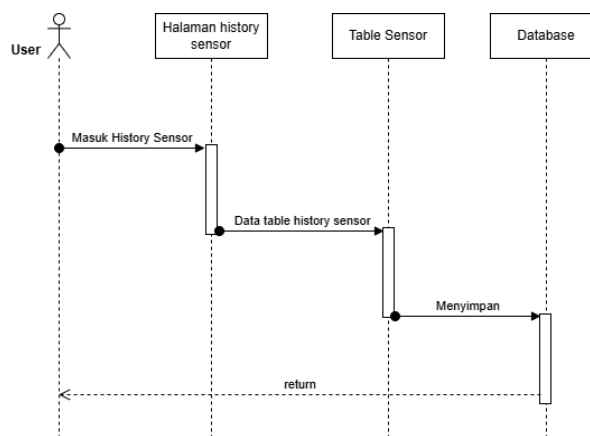 User
Halaman history
sensor
Table Sensor
Database
Masuk History Sensor
Data table history sensor
Menyimpan
return